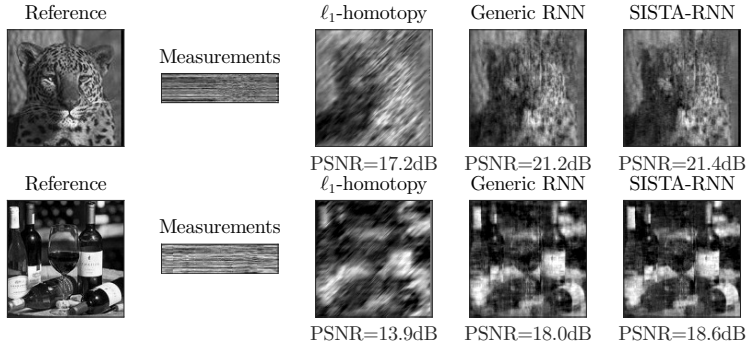 Reference
Measurements
ℓ₁-homotopy
Generic RNN
SISTA-RNN
PSNR=17.2dB
PSNR=21.2dB
PSNR=21.4dB
Reference
Measurements
ℓ₁-homotopy
Generic RNN
SISTA-RNN
PSNR=13.9dB
PSNR=18.0dB
PSNR=18.6dB